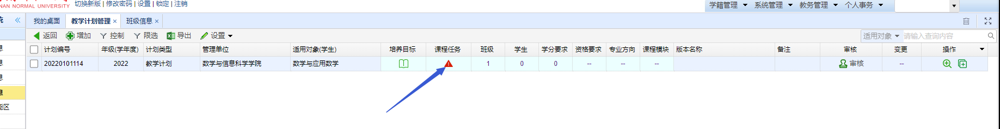 NAN NORMAL UNIVERSITY
切换新版 | 修改密码 | 设置 | 锁定 | 注销
学籍管理 系统管理 教务管理 个人事务
统
我的桌面 教学计划管理 × 班级信息 ×
返回 增加 控制 限选 导出 设置
适用对象 请输入查询内容
息
计划编号 年级(学年度) 计划类型 管理单位 适用对象(学生) 培养目标 课程任务 班级 学生 学分要求 资格要求 专业方向 课程模块 版本名称 备注 审核 变更 操作
息
20220101114 2022 教学计划 数学与信息科学学院 数学与应用数学 1 0 0 -- -- -- 审核 --
息
息
能区